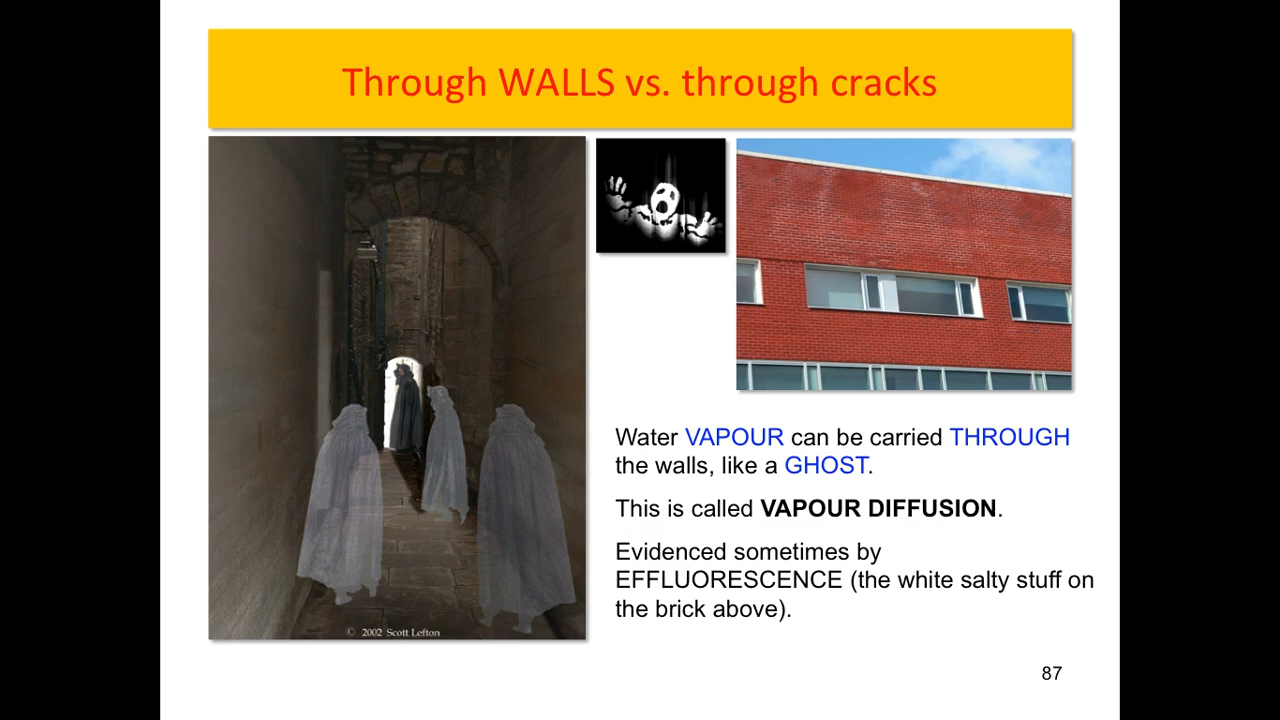 Through WALLS vs. through cracks
Water VAPOUR can be carried THROUGH
the walls, like a GHOST.
This is called VAPOUR DIFFUSION.
Evidenced sometimes by
EFFLUORESCENCE (the white salty stuff on
the brick above).
© 2002 Scott Lefton
87